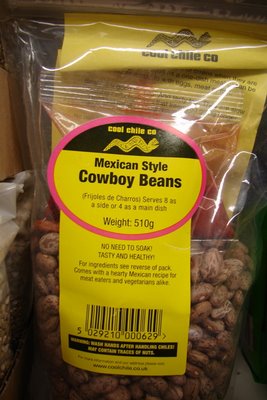 cool chile co
cool chile co
Mexican Style
Cowboy Beans
(Frijoles de Charros) Serves 8 as
a side or 4 as a main dish
Weight: 510g
NO NEED TO SOAK!
TASTY AND HEALTHY!
For ingredients see reverse of pack.
Comes with a hearty Mexican recipe for
meat eaters and vegetarians alike.
5 029210 000629 >
WARNING: WASH HANDS AFTER HANDLING CHILES!
MAY CONTAIN TRACES OF NUTS.
www.coolchile.co.uk